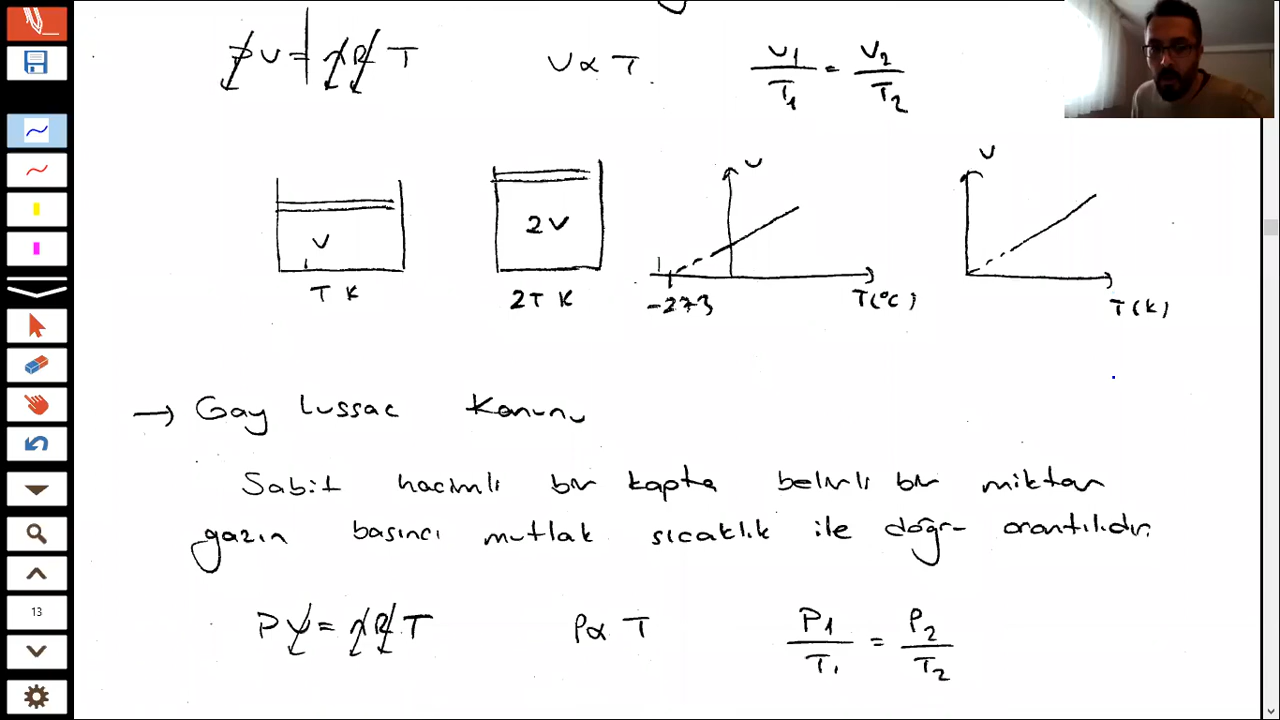 PV = nRT V∝ T. V1/T1 = V2/T2
V
V
V
2V
T K
2T K
-273
T(°C)
T(K)
→ Gay lussac Kanunu
Sabit hacimli bir kapta belirli bir miktar
gazın basıncı mutlak sıcaklık ile doğru orantılıdır.
PV = nRT P∝ T P1/T1 = P2/T2
13